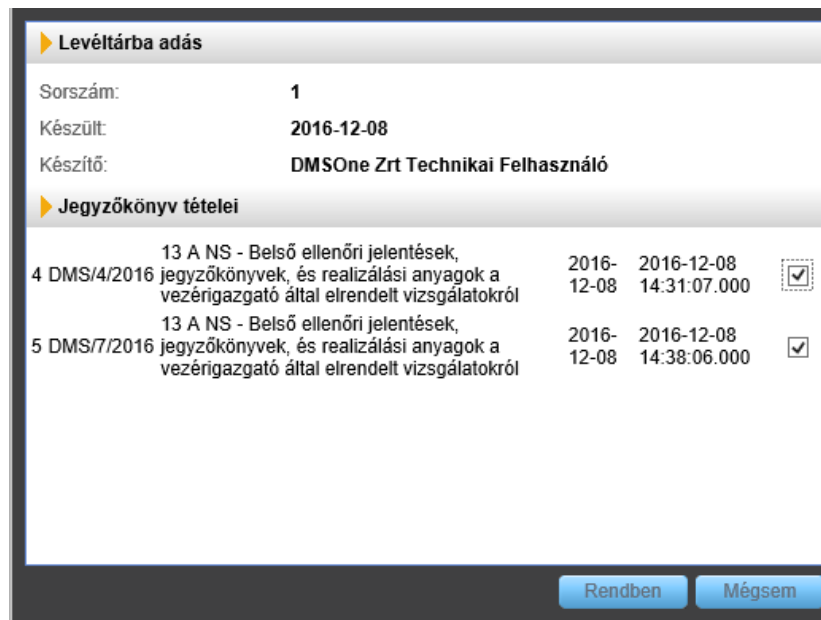 Levéltárba adás
Sorszám: 1
Készült: 2016-12-08
Készítő: DMSOne Zrt Technikai Felhasználó
Jegyzőkönyv tételei
13 A NS - Belső ellenőri jelentések,
4 DMS/4/2016 jegyzőkönyvek, és realizálási anyagok a 2016- 2016-12-08
vezérigazgató által elrendelt vizsgálatokról 12-08 14:31:07.000
13 A NS - Belső ellenőri jelentések,
5 DMS/7/2016 jegyzőkönyvek, és realizálási anyagok a 2016- 2016-12-08
vezérigazgató által elrendelt vizsgálatokról 12-08 14:38:06.000
Rendben Mégsem